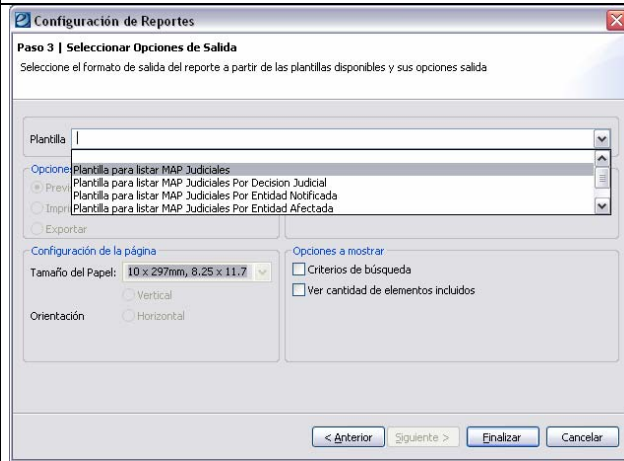 Configuración de Reportes
Paso 3 | Seleccionar Opciones de Salida
Seleccione el formato de salida del reporte a partir de las plantillas disponibles y sus opciones salida
Plantilla
Plantilla para listar MAP Judiciales
Plantilla para listar MAP Judiciales Por Decision Judicial
Plantilla para listar MAP Judiciales Por Entidad Notificada
Plantilla para listar MAP Judiciales Por Entidad Afectada
Opciones
Previ
Impri
Exportar
Configuración de la página
Tamaño del Papel: 10 x 297mm, 8.25 x 11.7
Vertical
Orientación Horizontal
Opciones a mostrar
Criterios de búsqueda
Ver cantidad de elementos incluidos
< Anterior Siguiente > Finalizar Cancelar